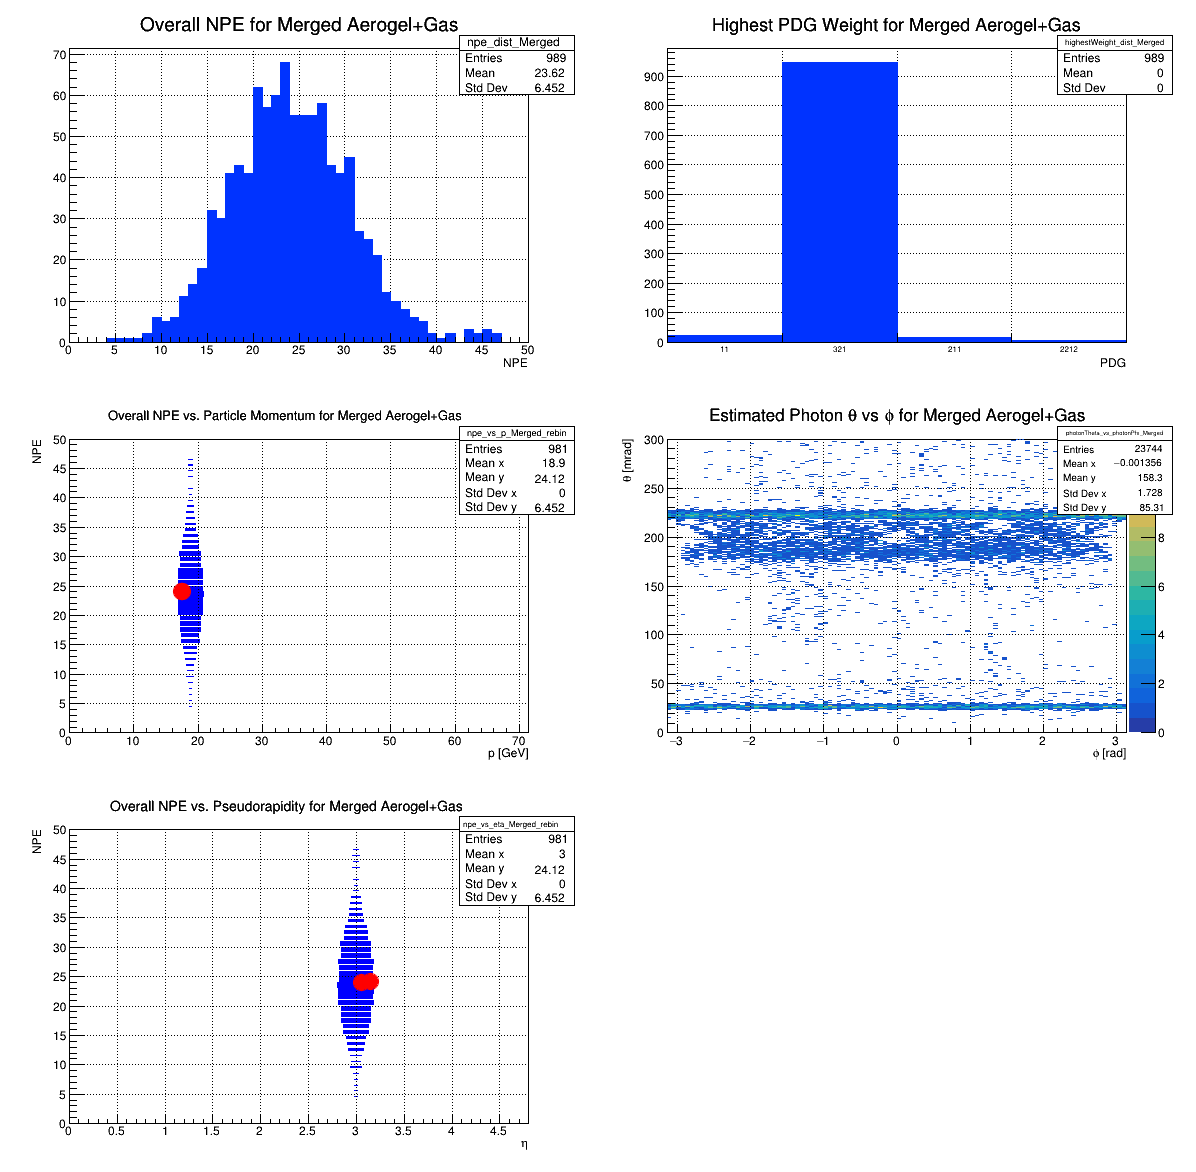 Overall NPE for Merged Aerogel+Gas
npe_dist_Merged
Entries 989
Mean 23.62
Std Dev 6.452
70
60
50
40
30
20
10
0
0 5 10 15 20 25 30 35 40 45 50
NPE
Highest PDG Weight for Merged Aerogel+Gas
highestWeight_dist_Merged
Entries 989
Mean 0
Std Dev 0
900
800
700
600
500
400
300
200
100
0
11 321 211 2212
PDG
Overall NPE vs. Particle Momentum for Merged Aerogel+Gas
npe_vs_p_Merged_rebin
Entries 981
Mean x 18.9
Mean y 24.12
Std Dev x 0
Std Dev y 6.452
NPE
50
45
40
35
30
25
20
15
10
5
0
0 10 20 30 40 50 60 70
p [GeV]
Estimated Photon θ vs ϕ for Merged Aerogel+Gas
photonTheta_vs_photonPhi_Merged
Entries 23744
Mean x −0.001356
Mean y 158.3
Std Dev x 1.728
Std Dev y 85.31
θ [mrad]
300
250
200
150
100
50
0
−3 −2 −1 0 1 2 3
ϕ [rad]
8
6
4
2
0
Overall NPE vs. Pseudorapidity for Merged Aerogel+Gas
npe_vs_eta_Merged_rebin
Entries 981
Mean x 3
Mean y 24.12
Std Dev x 0
Std Dev y 6.452
NPE
50
45
40
35
30
25
20
15
10
5
0
0 0.5 1 1.5 2 2.5 3 3.5 4 4.5
η